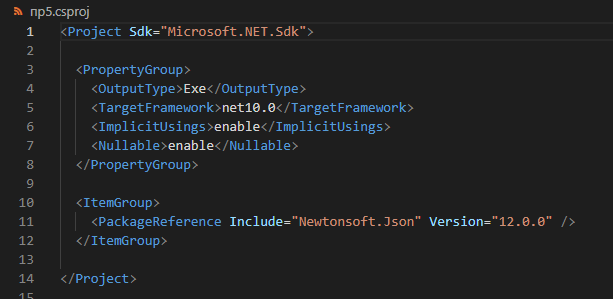 пр5.csproj
1 <Project Sdk="Microsoft.NET.Sdk">
2
3 <PropertyGroup>
4 <OutputType>Exe</OutputType>
5 <TargetFramework>net10.0</TargetFramework>
6 <ImplicitUsings>enable</ImplicitUsings>
7 <Nullable>enable</Nullable>
8 </PropertyGroup>
9
10 <ItemGroup>
11 <PackageReference Include="Newtonsoft.Json" Version="12.0.0" />
12 </ItemGroup>
13
14 </Project>
15